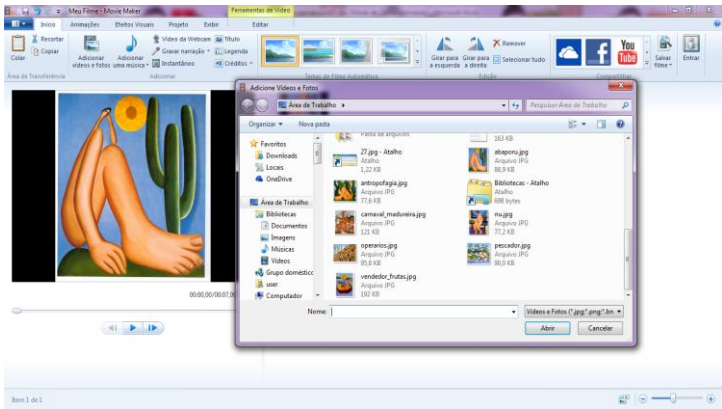 Meu Filme - Movie Maker
Ferramentas de Vídeo
Início Animações Efeitos Visuais Projeto Exibir Editar
Colar
Recortar
Copiar
Área de Transferência
Adicionar vídeos e fotos
Adicionar uma música
Vídeo da Webcam
Gravar narração
Instantâneo
Título
Legenda
Créditos
Adicionar
Temas de Filme Automático
Girar para a esquerda
Girar para a direita
Remover
Selecionar tudo
Edição
You Tube
Compartilhar
Salvar filme
Entrar
Adicione Vídeos e Fotos
Área de Trabalho
Pesquisar Área de Trabalho
Organizar Nova pasta
Favoritos
Downloads
Locais
OneDrive
Área de Trabalho
Bibliotecas
Documentos
Imagens
Músicas
Vídeos
Grupo doméstico
user
Computador
Pasta de arquivos
163 KB
27.jpg - Atalho
Atalho
1,22 KB
abaporu.jpg
Arquivo JPG
88,9 KB
antropofagia.jpg
Arquivo JPG
77,6 KB
Bibliotecas - Atalho
Atalho
698 bytes
carnaval_madureira.jpg
Arquivo JPG
121 KB
nu.jpg
Arquivo JPG
77,2 KB
operarios.jpg
Arquivo JPG
95,8 KB
pescador.jpg
Arquivo JPG
90,0 KB
vendedor_frutas.jpg
Arquivo JPG
192 KB
Nome:
Vídeos e Fotos (*.jpg;*.png;*.bn
Abrir Cancelar
00:00,00/00:07,00
Item 1 de 1